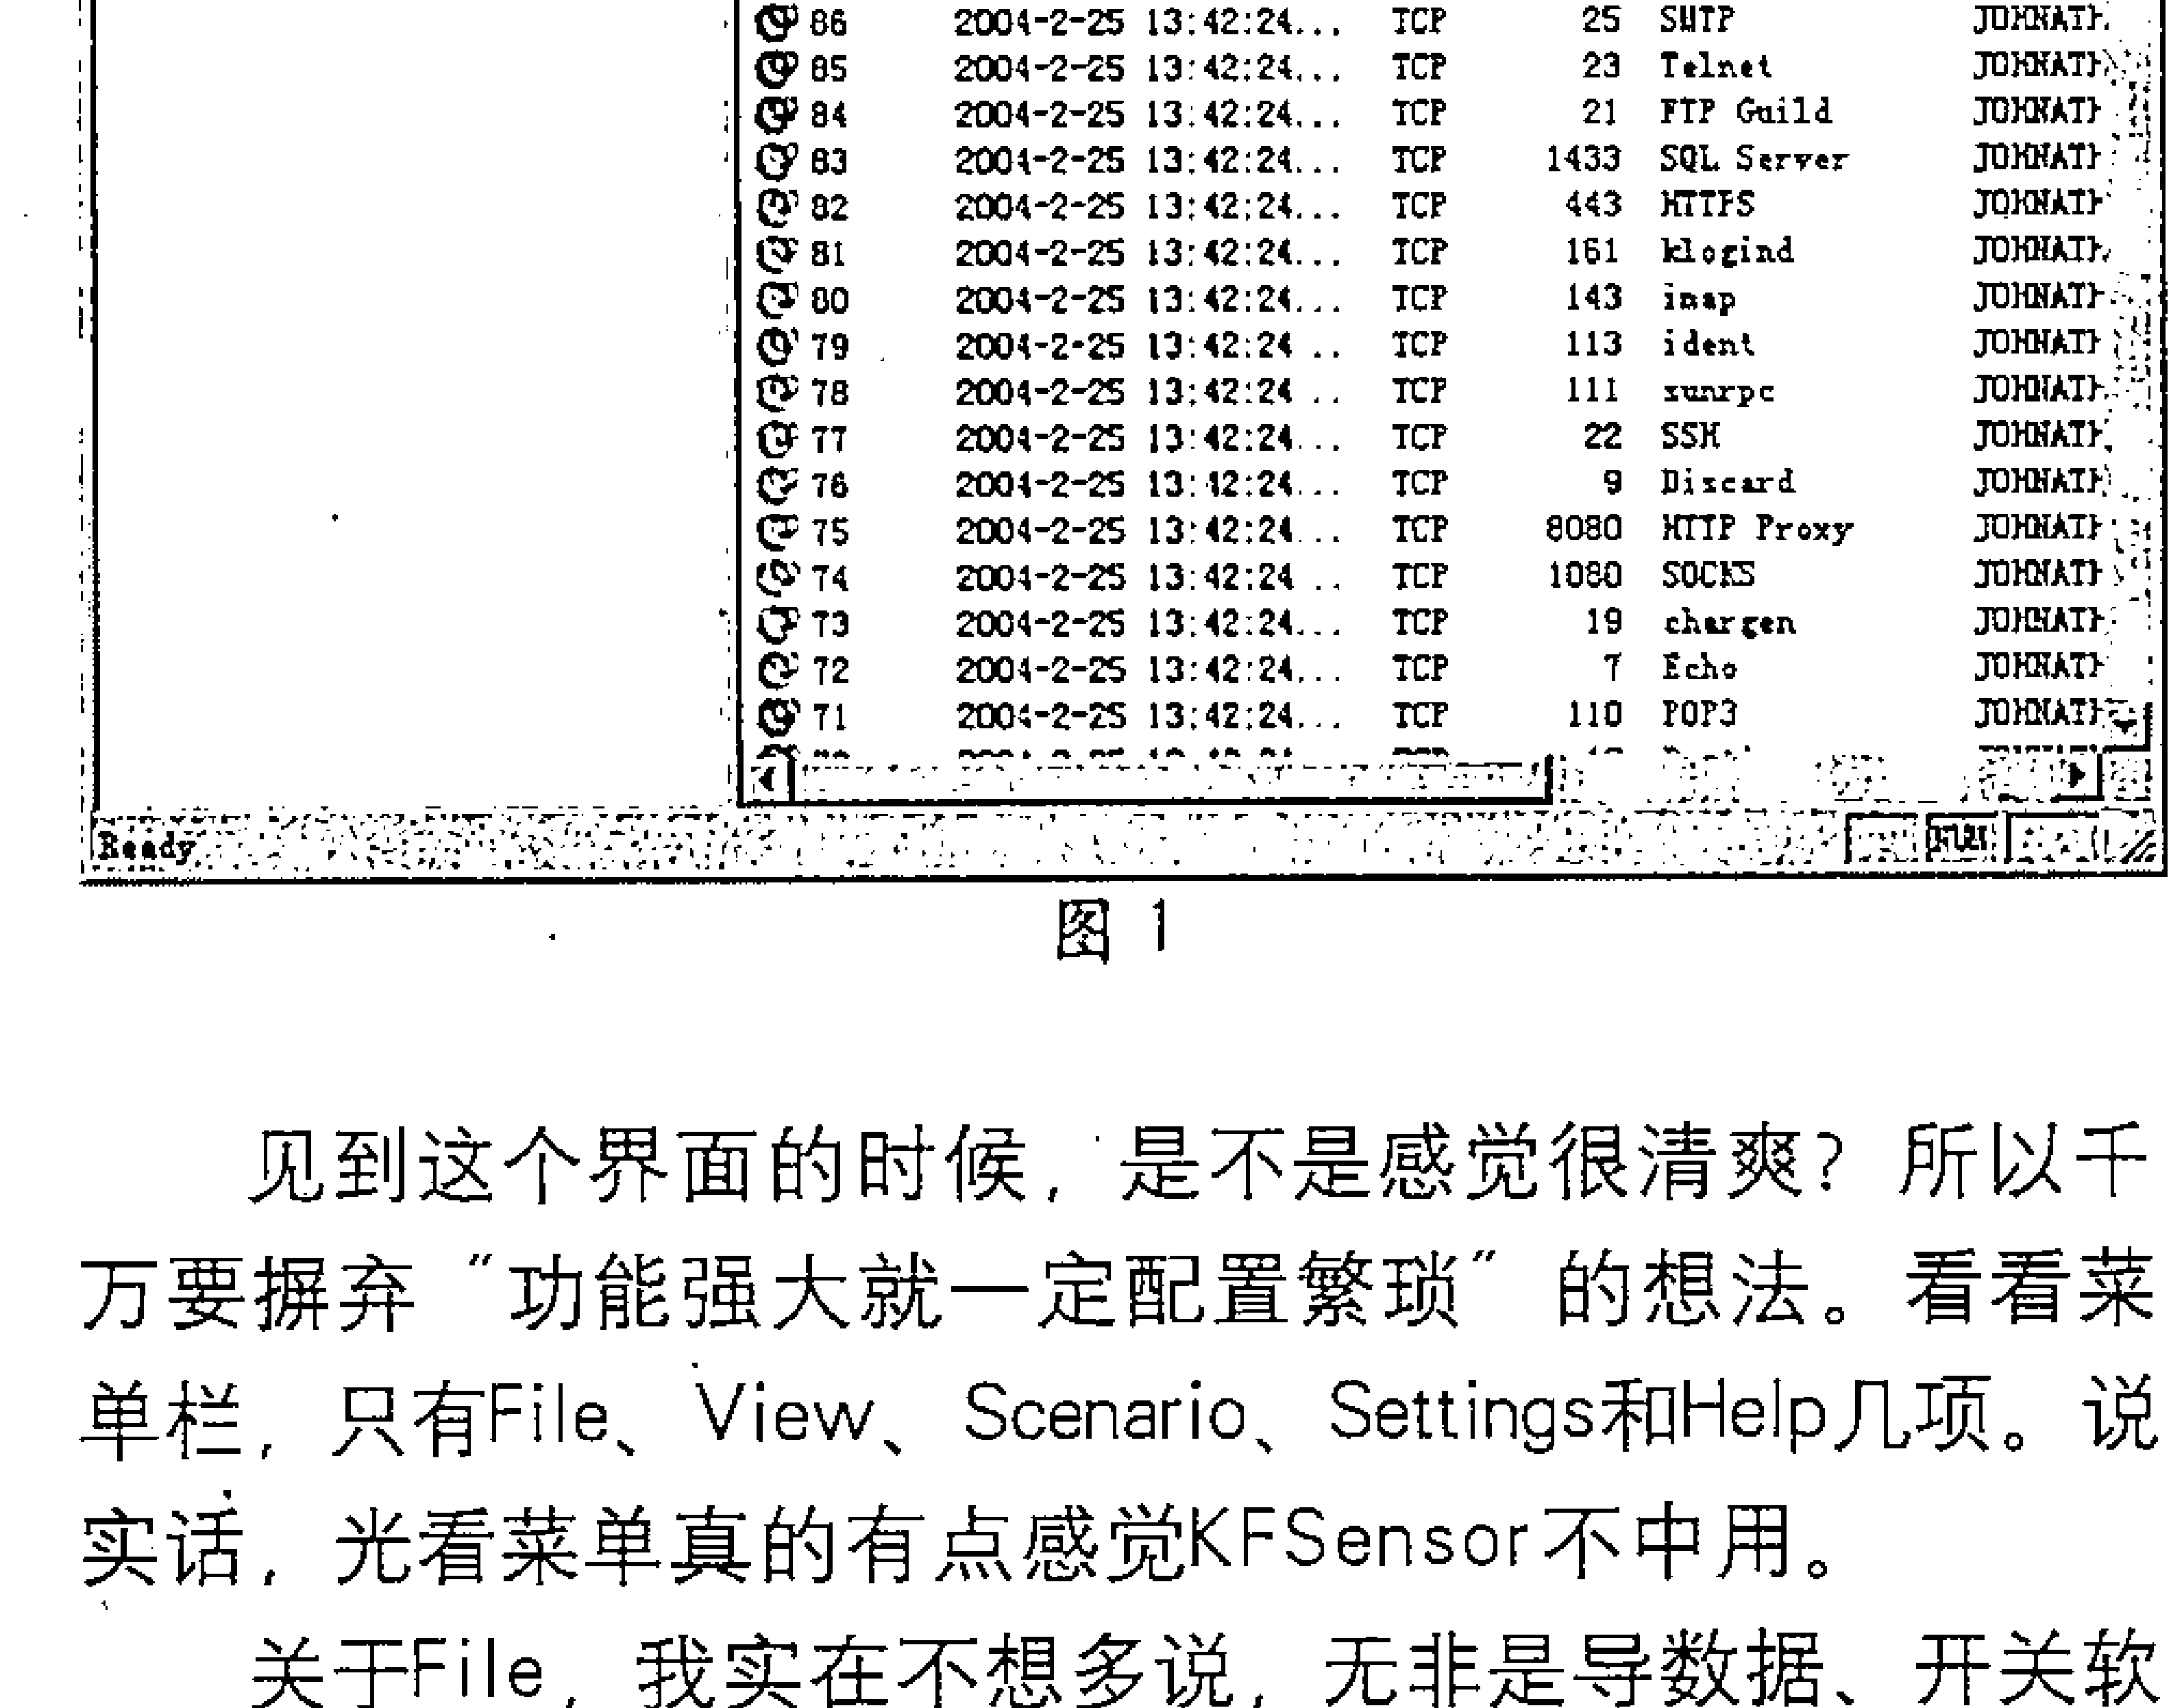 86 2004-2-25 13:42:24... TCP 25 SMTP JOHNATH
85 2004-2-25 13:42:24... TCP 23 Telnet JOHNATH
84 2004-2-25 13:42:24... TCP 21 FTP Guild JOHNATH
83 2004-2-25 13:42:24... TCP 1433 SQL Server JOHNATH
82 2004-2-25 13:42:24... TCP 443 HTTPS JOHNATH
81 2004-2-25 13:42:24... TCP 161 klogind JOHNATH
80 2004-2-25 13:42:24... TCP 143 imap JOHNATH
79 2004-2-25 13:42:24... TCP 113 ident JOHNATH
78 2004-2-25 13:42:24... TCP 111 sunrpc JOHNATH
77 2004-2-25 13:42:24... TCP 22 SSH JOHNATH
76 2004-2-25 13:42:24... TCP 9 Discard JOHNATH
75 2004-2-25 13:42:24... TCP 8080 HTTP Proxy JOHNATH
74 2004-2-25 13:42:24... TCP 1080 SOCKS JOHNATH
73 2004-2-25 13:42:24... TCP 19 chargen JOHNATH
72 2004-2-25 13:42:24... TCP 7 Echo JOHNATH
71 2004-2-25 13:42:24... TCP 110 POP3 JOHNATH
Ready NUM
图 1
见到这个界面的时候，是不是感觉很清爽？所以千
万要摒弃“功能强大就一定配置繁琐”的想法。看看菜
单栏，只有File、View、Scenario、Settings和Help几项。说
实话，光看菜单真的有点感觉KFSensor不中用。
关于File，我实在不想多说，无非是导数据、开关软